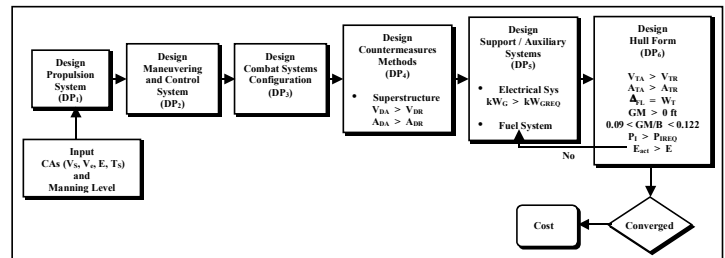 Design
Propulsion
System
(DP1)
Input
CAs (VS, Ve, E, TS)
and
Manning Level
Design
Maneuvering
and Control
System
(DP2)
Design
Combat Systems
Configuration
(DP3)
Design
Countermeasures
Methods
(DP4)
• Superstructure
VDA > VDR
ADA > ADR
Design
Support / Auxiliary
Systems
(DP5)
• Electrical Sys
kWG > kWGREQ
• Fuel System
Design
Hull Form
(DP6)
VTA > VTR
ATA > ATR
ΔFL = WT
GM > 0 ft
0.09 < GM/B < 0.122
PI > PIREQ
Eact > E
No
Converged
Cost